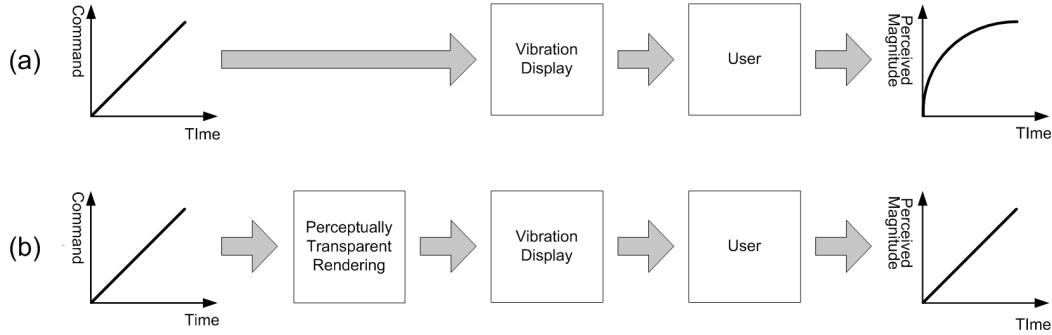 (a)
Command
TIme
Vibration
Display
User
Perceived
Magnitude
TIme
(b)
Command
Time
Perceptually
Transparent
Rendering
Vibration
Display
User
Perceived
Magnitude
TIme